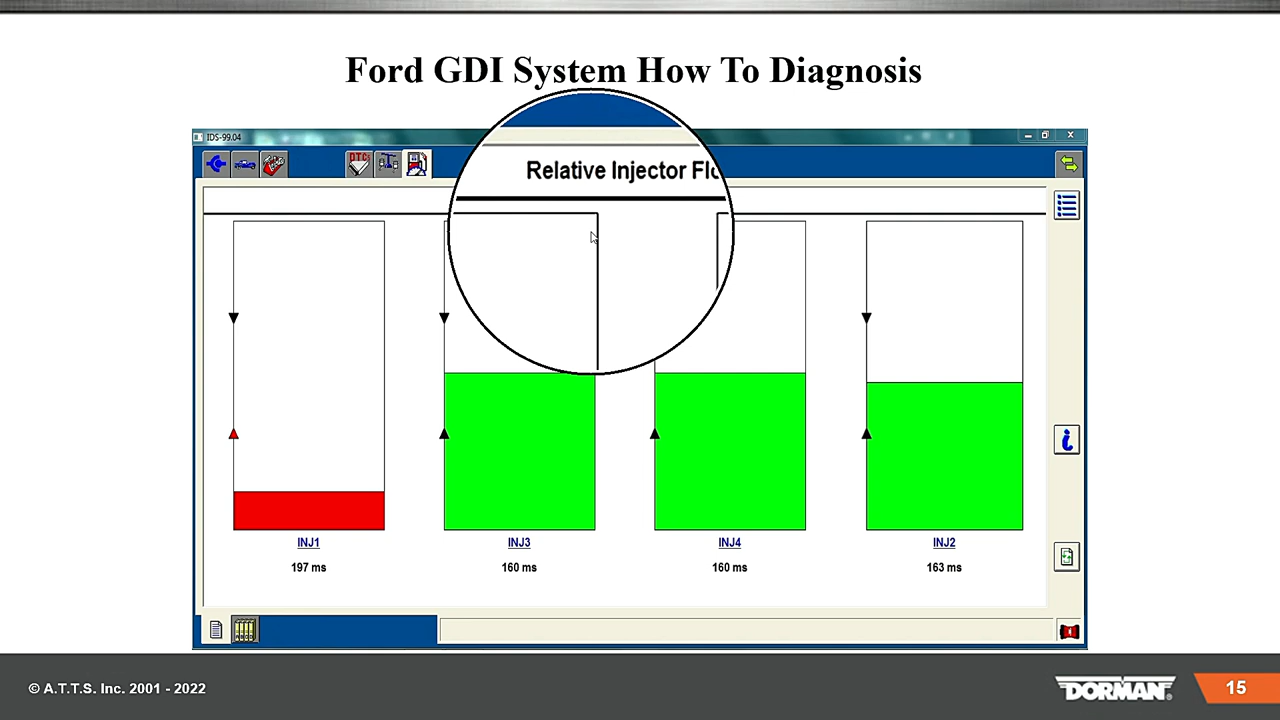 Ford GDI System How To Diagnosis
IDS-99.04
DTC
Relative Injector
INJ1 INJ3 INJ4 INJ2
197 ms 160 ms 160 ms 163 ms
© A.T.T.S. Inc. 2001 - 2022
DORMAN
15